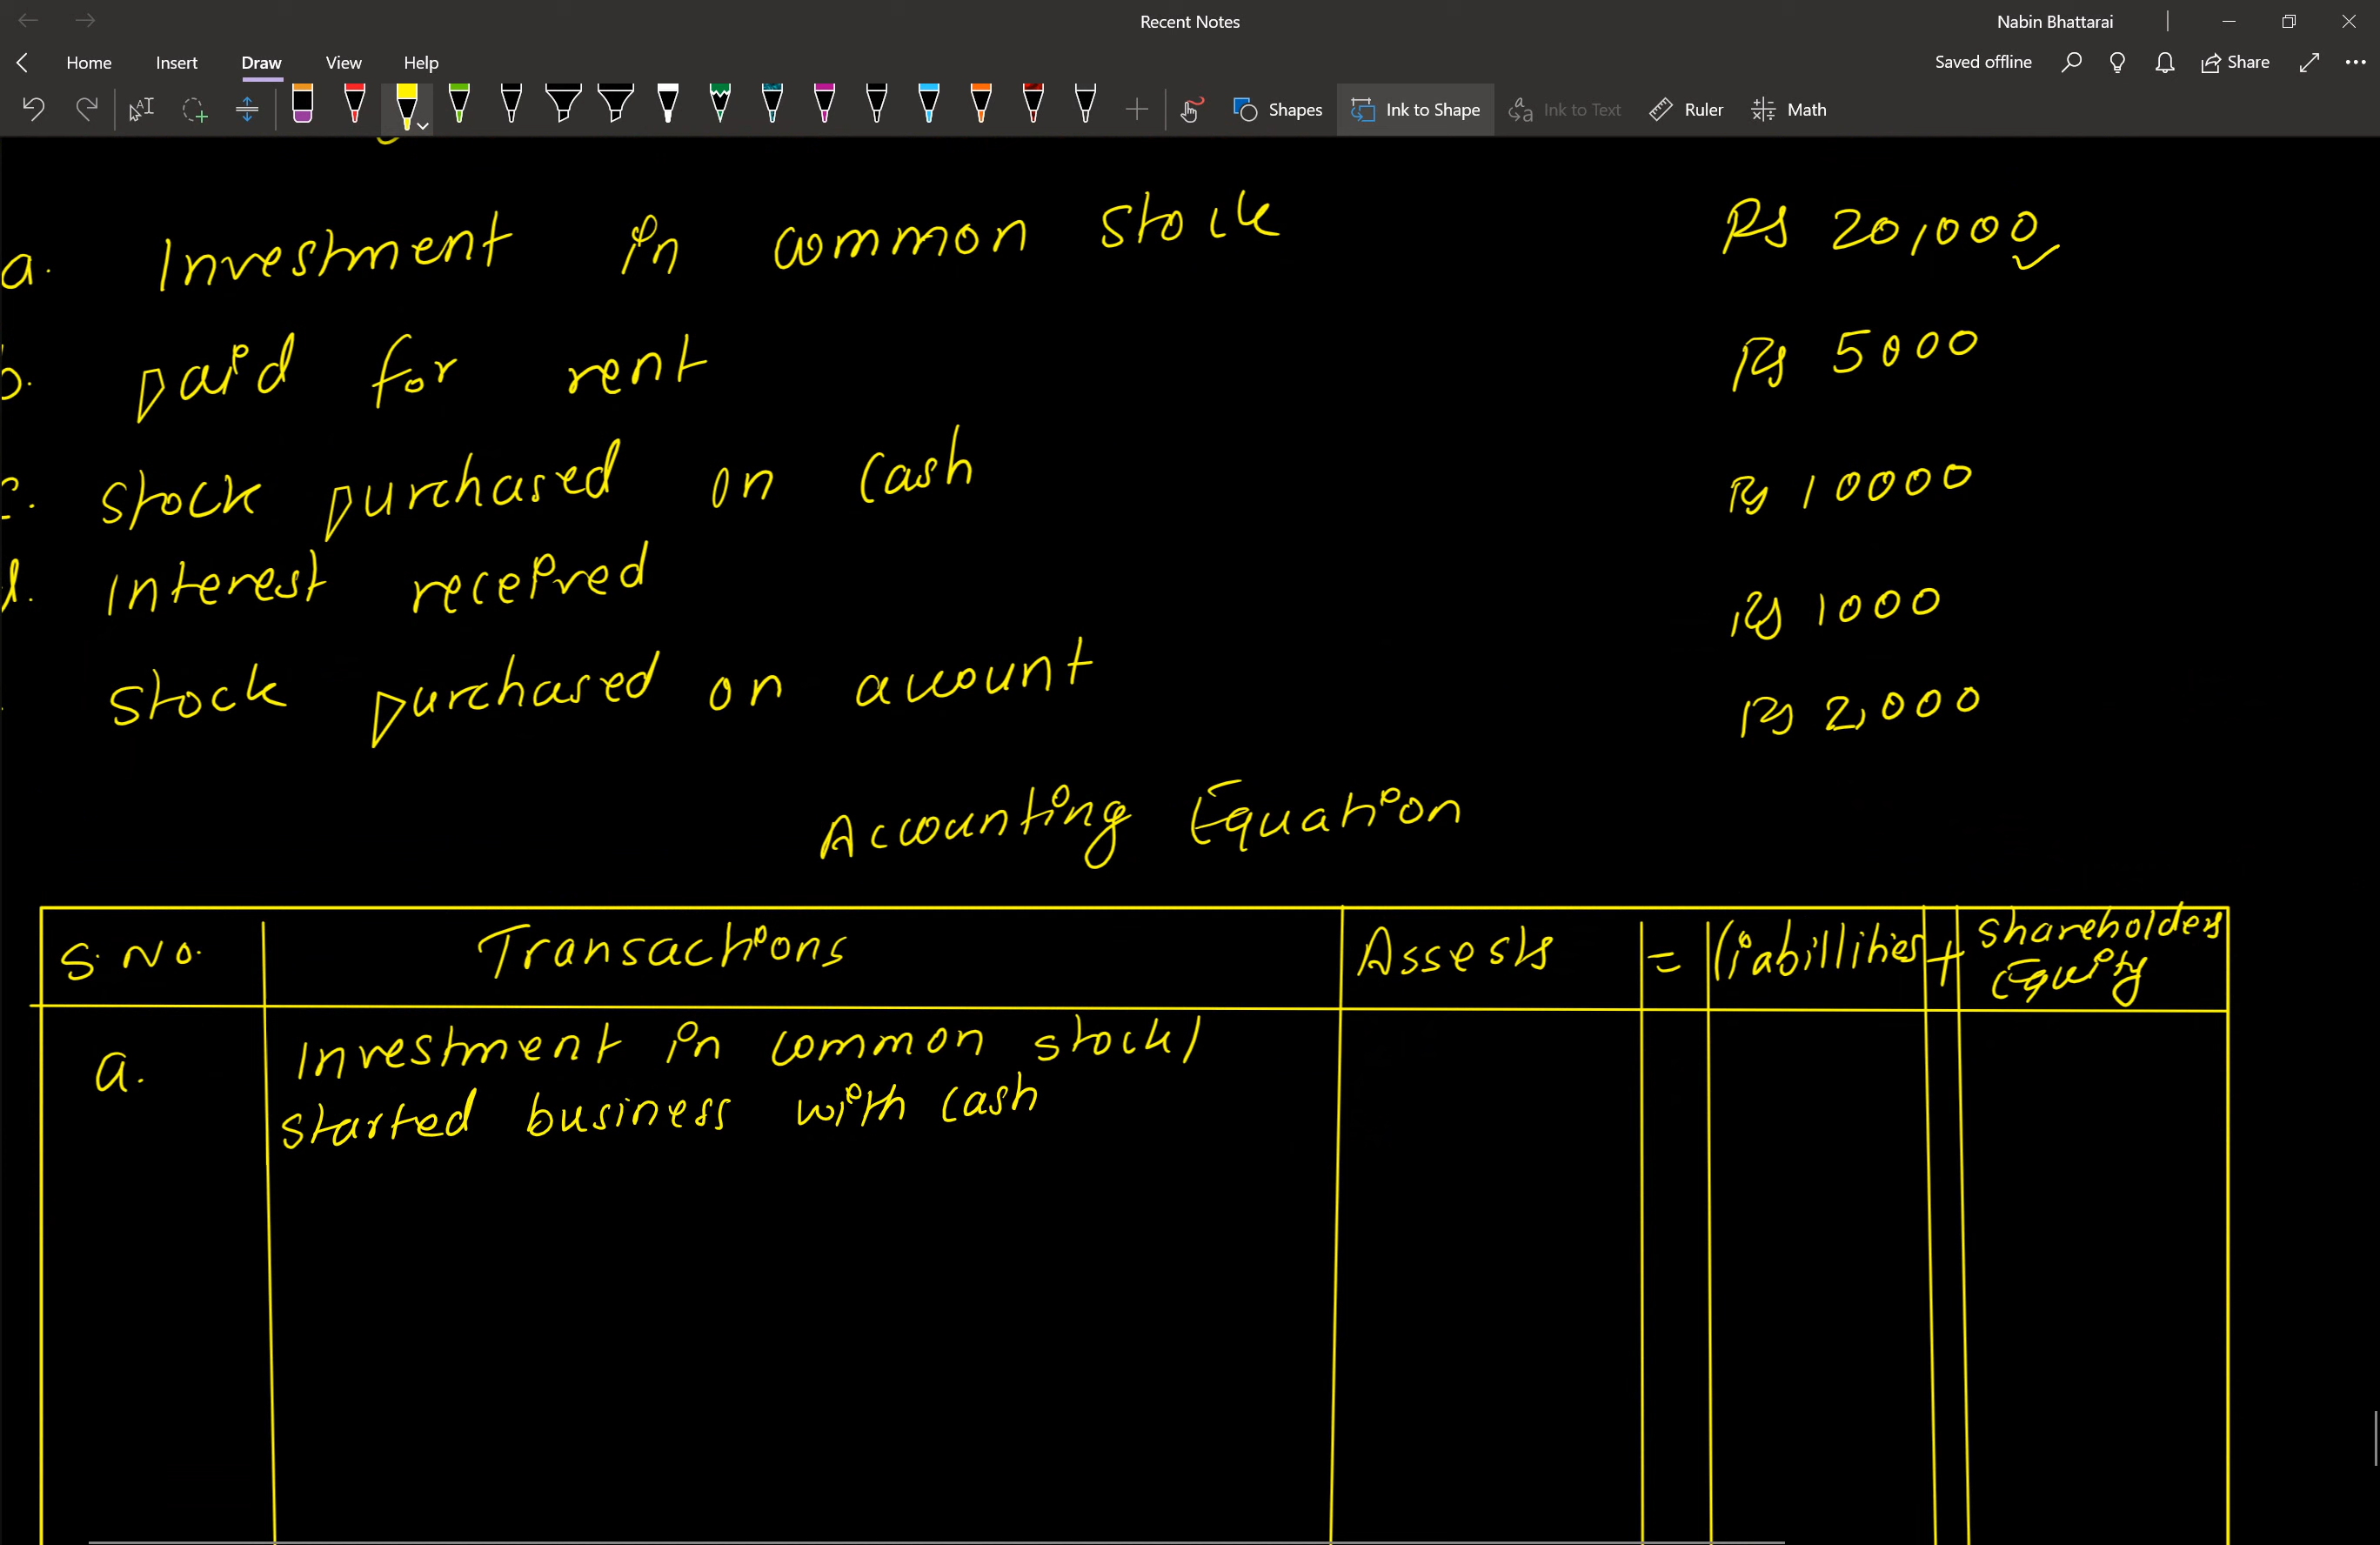 Recent Notes
Nabin Bhattarai
Home Insert Draw View Help
Saved offline
Share
Shapes
Ink to Shape
Ink to Text
Ruler
Math
a. Investment in common stock Rs 20,000
b. paid for rent Rs 5000
c. stock purchased on cash Rs 10000
d. interest received Rs 1000
stock purchased on account Rs 2,000
Accounting Equation
S. No. Transactions Assests = liabillities + shareholders
Equity
a. Investment in common stock/
started business with cash